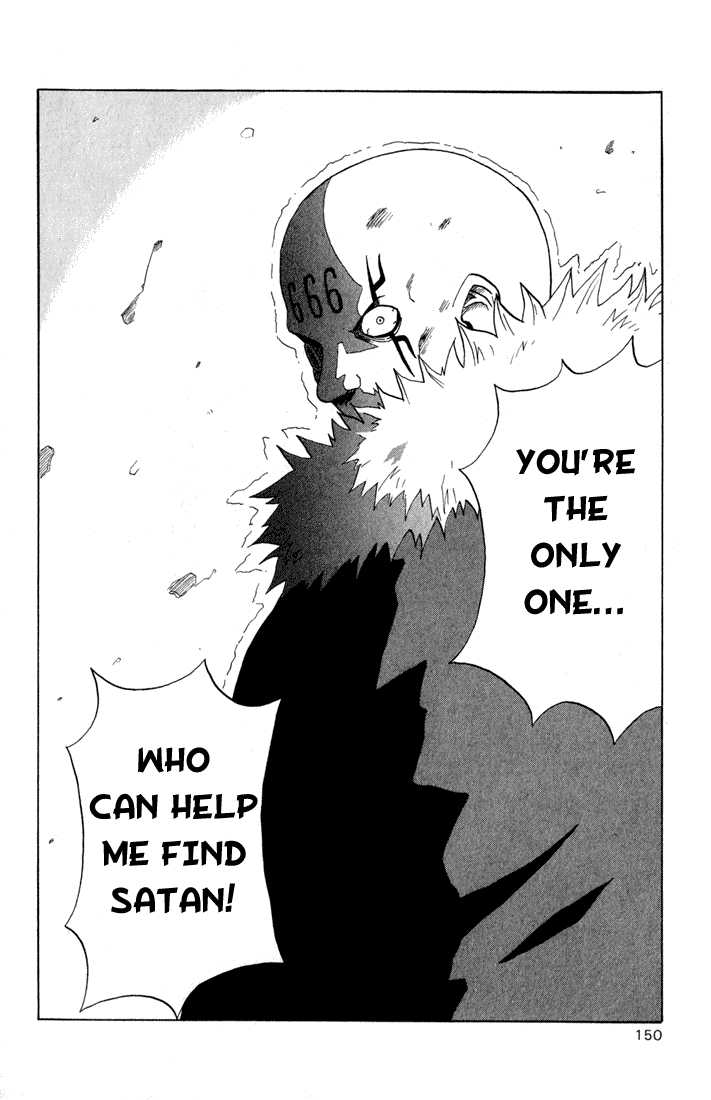 YOU'RE
THE
ONLY
ONE...
WHO
CAN HELP
ME FIND
SATAN!
666
150